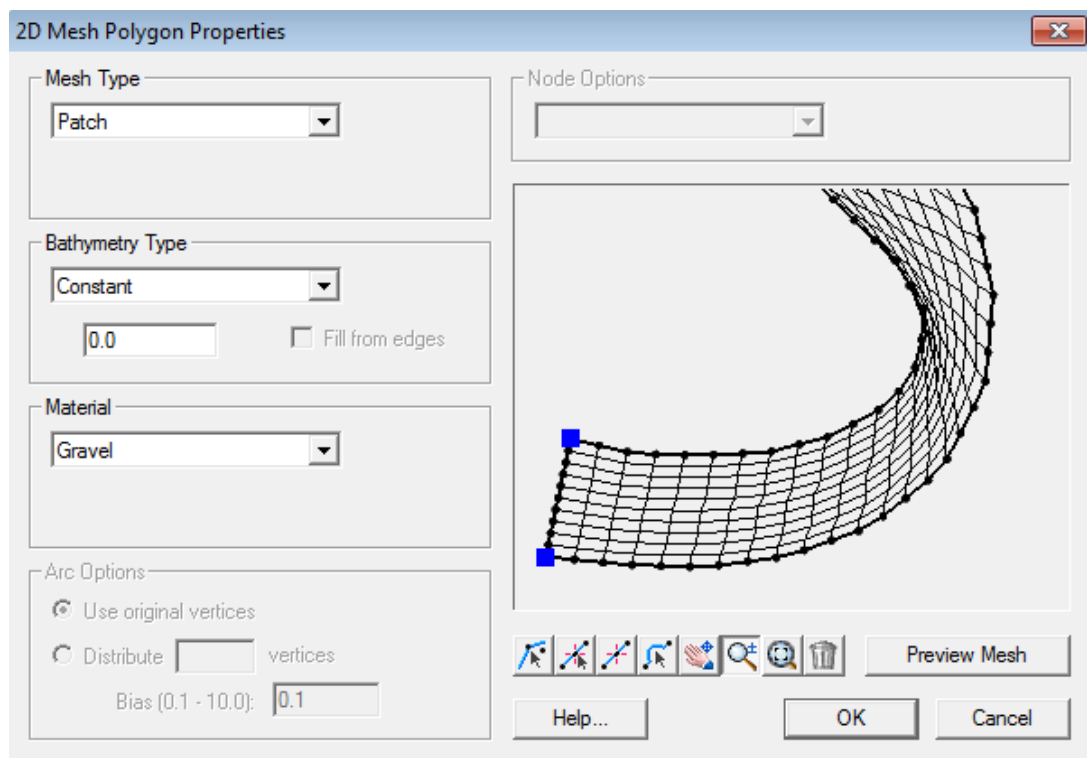 2D Mesh Polygon Properties
Mesh Type
Patch
Bathymetry Type
Constant
0.0
Fill from edges
Material
Gravel
Arc Options
Use original vertices
Distribute vertices
Bias (0.1 - 10.0): 0.1
Node Options
Preview Mesh
Help...
OK
Cancel